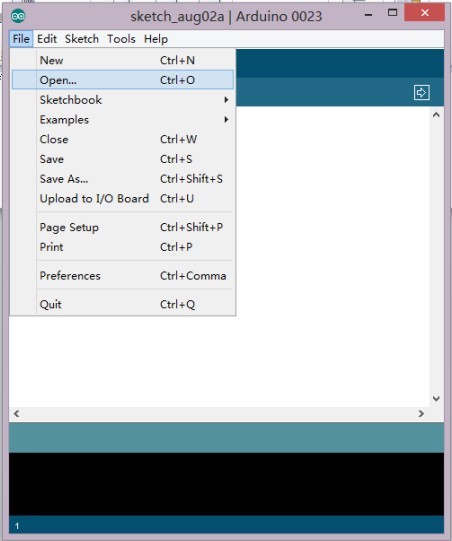 sketch_aug02a | Arduino 0023
File Edit Sketch Tools Help
New Ctrl+N
Open... Ctrl+O
Sketchbook
Examples
Close Ctrl+W
Save Ctrl+S
Save As... Ctrl+Shift+S
Upload to I/O Board Ctrl+U
Page Setup Ctrl+Shift+P
Print Ctrl+P
Preferences Ctrl+Comma
Quit Ctrl+Q
1